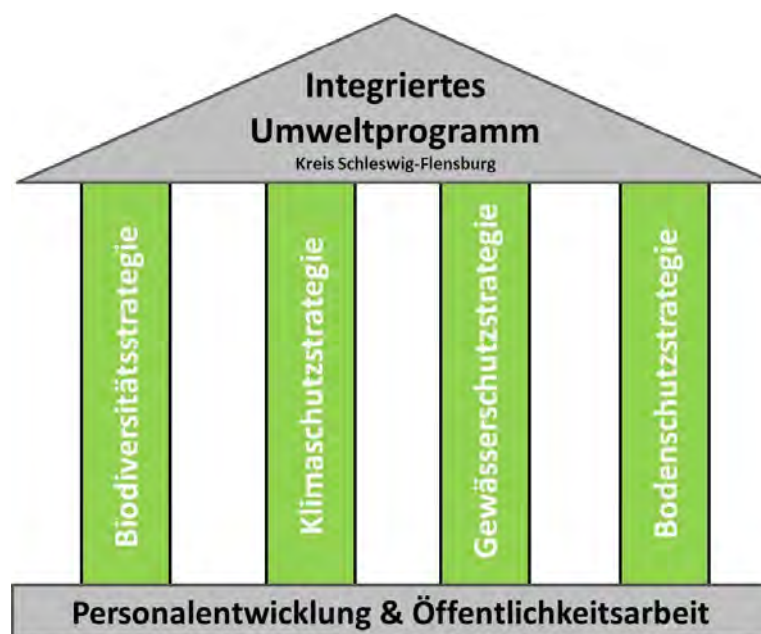 Integriertes
Umweltprogramm
Kreis Schleswig-Flensburg
Biodiversitätsstrategie
Klimaschutzstrategie
Gewässerschutzstrategie
Bodenschutzstrategie
Personalentwicklung & Öffentlichkeitsarbeit